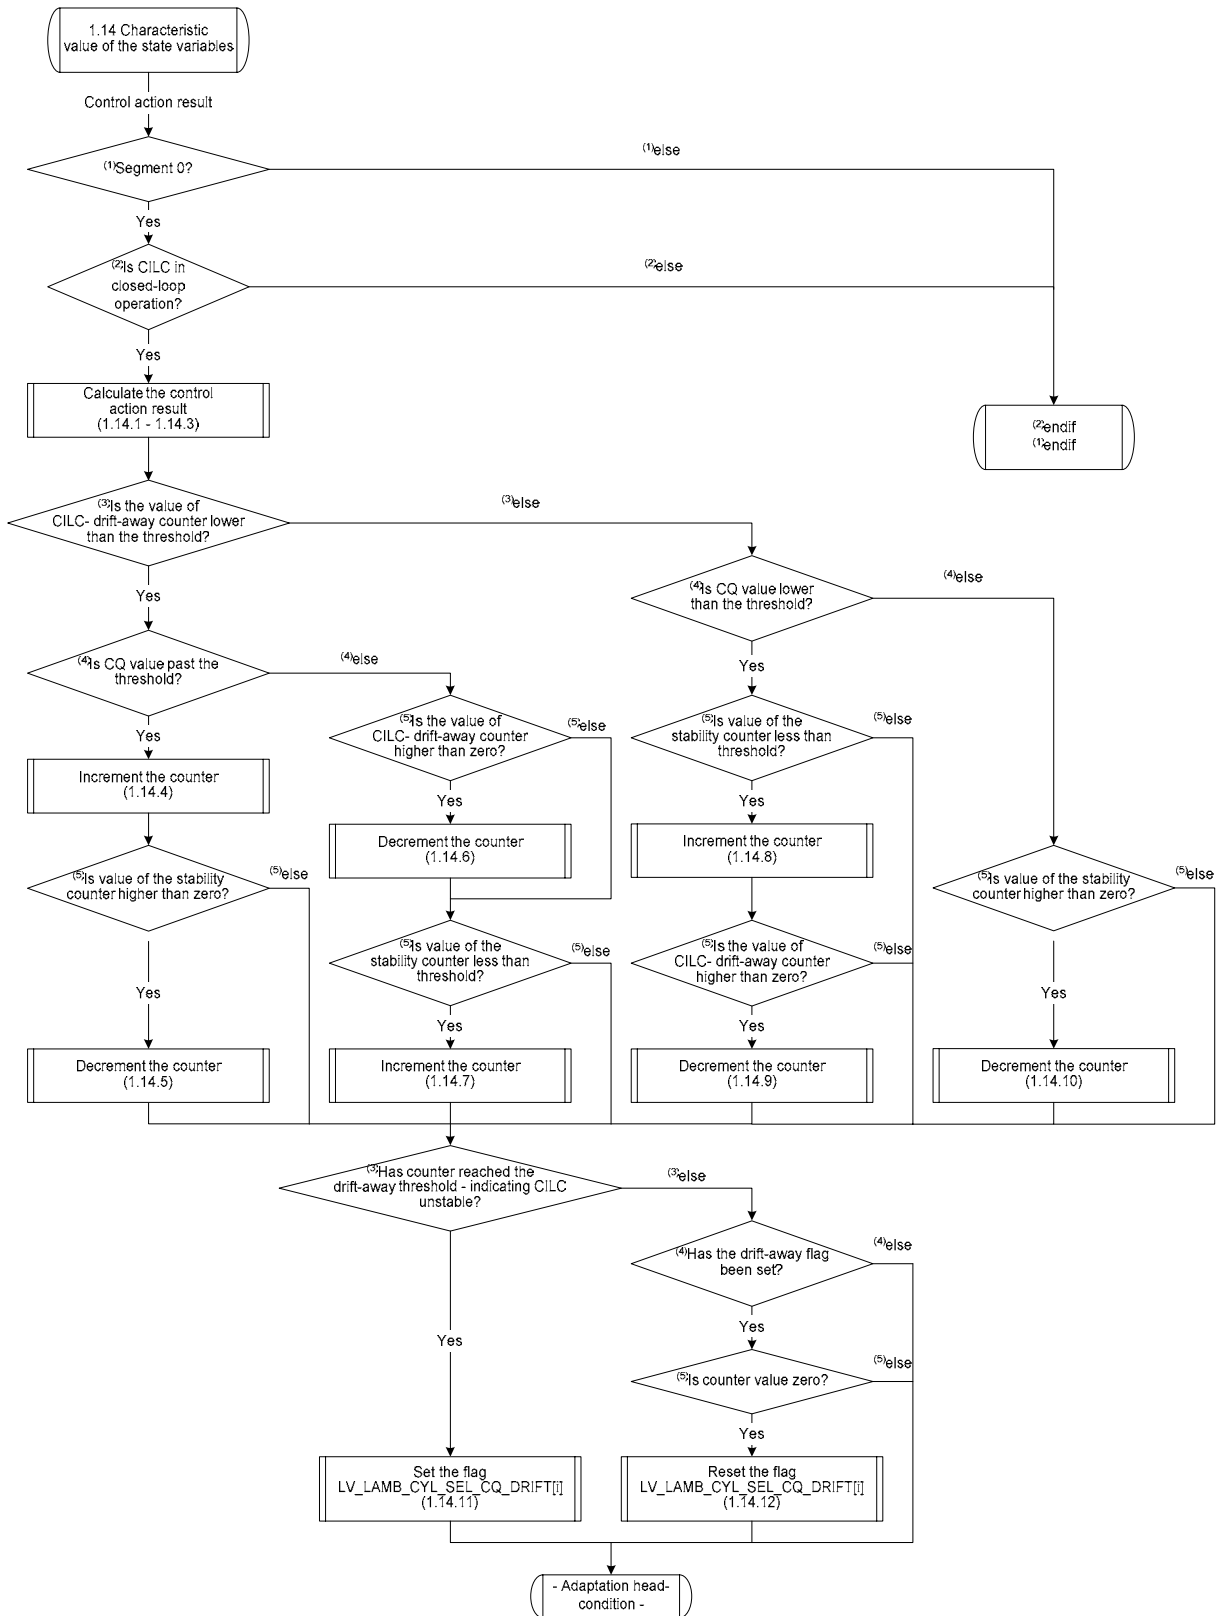 1.14 Characteristic
value of the state variables
Control action result
(1)Segment 0?
(1)else
Yes
(2)Is CILC in
closed-loop
operation?
(2)else
Yes
Calculate the control
action result
(1.14.1 - 1.14.3)
(2)endif
(1)endif
(3)Is the value of
CILC- drift-away counter lower
than the threshold?
(3)else
Yes
(4)Is CQ value lower
than the threshold?
(4)else
(4)Is CQ value past the
threshold?
(4)else
Yes
Yes
(5)Is the value of
CILC- drift-away counter
higher than zero?
(5)else
(5)Is value of the
stability counter less than
threshold?
(5)else
Increment the counter
(1.14.4)
Yes
Decrement the counter
(1.14.6)
Yes
Increment the counter
(1.14.8)
(5)Is value of the stability
counter higher than zero?
(5)else
(5)Is value of the stability
counter higher than zero?
(5)else
(5)Is value of the
stability counter less than
threshold?
(5)else
(5)Is the value of
CILC- drift-away counter
higher than zero?
(5)else
Yes
Yes
Yes
Yes
Decrement the counter
(1.14.5)
Increment the counter
(1.14.7)
Decrement the counter
(1.14.9)
Decrement the counter
(1.14.10)
(3)Has counter reached the
drift-away threshold - indicating CILC
unstable?
(3)else
(4)Has the drift-away flag
been set?
(4)else
Yes
Yes
(5)Is counter value zero?
(5)else
Yes
Set the flag
LV_LAMB_CYL_SEL_CQ_DRIFT[i]
(1.14.11)
Reset the flag
LV_LAMB_CYL_SEL_CQ_DRIFT[i]
(1.14.12)
- Adaptation head-
condition -